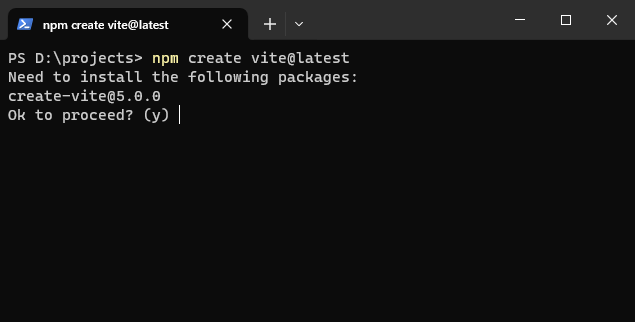 npm create vite@latest
PS D:\projects> npm create vite@latest
Need to install the following packages:
create-vite@5.0.0
Ok to proceed? (y)